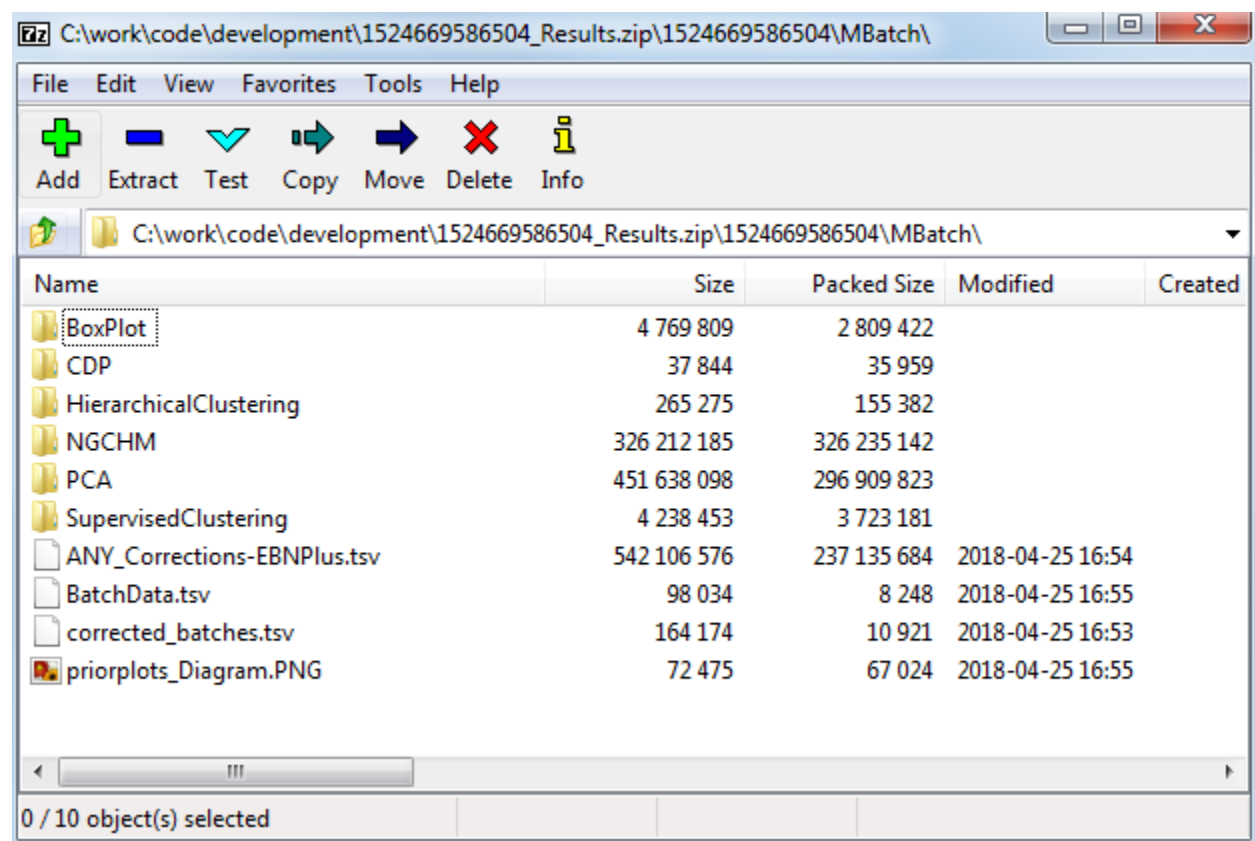 7z C:\work\code\development\1524669586504_Results.zip\1524669586504\MBatch\
File Edit View Favorites Tools Help
Add Extract Test Copy Move Delete Info
C:\work\code\development\1524669586504_Results.zip\1524669586504\MBatch\
Name Size Packed Size Modified Created
BoxPlot 4 769 809 2 809 422
CDP 37 844 35 959
HierarchicalClustering 265 275 155 382
NGCHM 326 212 185 326 235 142
PCA 451 638 098 296 909 823
SupervisedClustering 4 238 453 3 723 181
ANY_Corrections-EBNPlus.tsv 542 106 576 237 135 684 2018-04-25 16:54
BatchData.tsv 98 034 8 248 2018-04-25 16:55
corrected_batches.tsv 164 174 10 921 2018-04-25 16:53
priorplots_Diagram.PNG 72 475 67 024 2018-04-25 16:55
0 / 10 object(s) selected